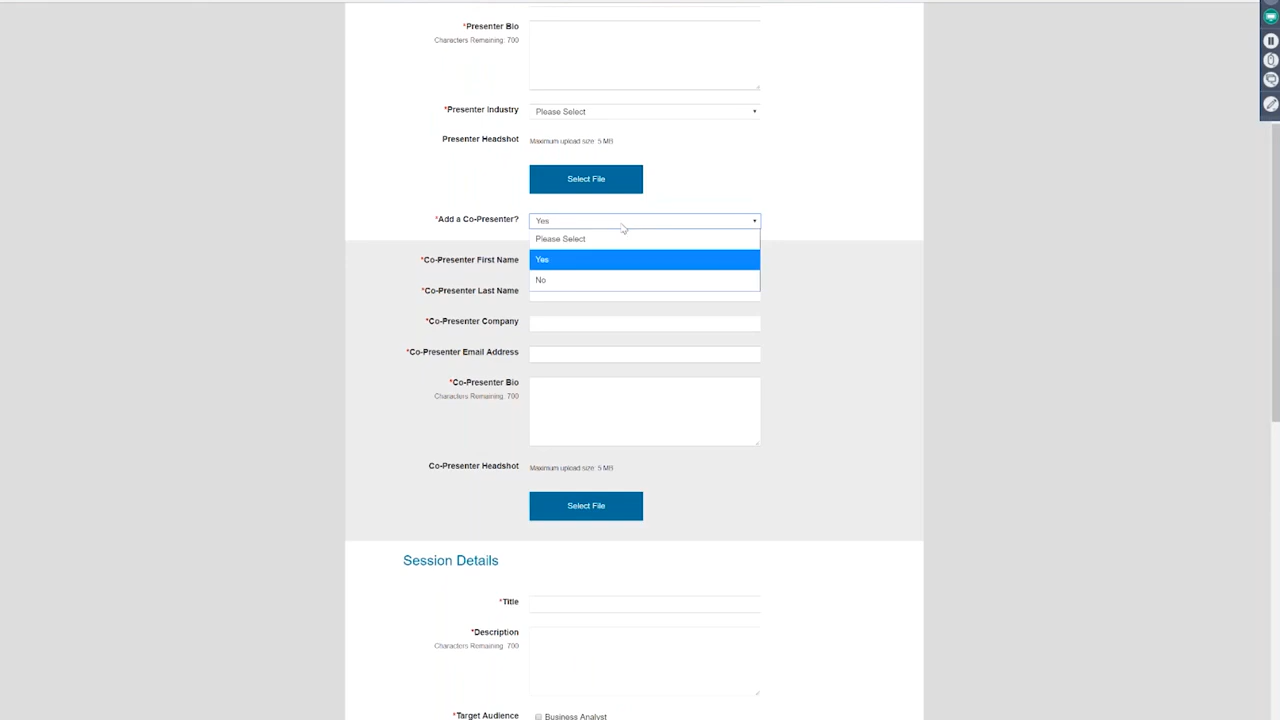 *Presenter Bio
Characters Remaining: 700
*Presenter Industry
Please Select
Presenter Headshot
Maximum upload size: 5 MB
Select File
*Add a Co-Presenter?
Yes
Please Select
Yes
No
*Co-Presenter First Name
*Co-Presenter Last Name
*Co-Presenter Company
*Co-Presenter Email Address
*Co-Presenter Bio
Characters Remaining: 700
Co-Presenter Headshot
Maximum upload size: 5 MB
Select File
Session Details
*Title
*Description
Characters Remaining: 700
*Target Audience
Business Analyst